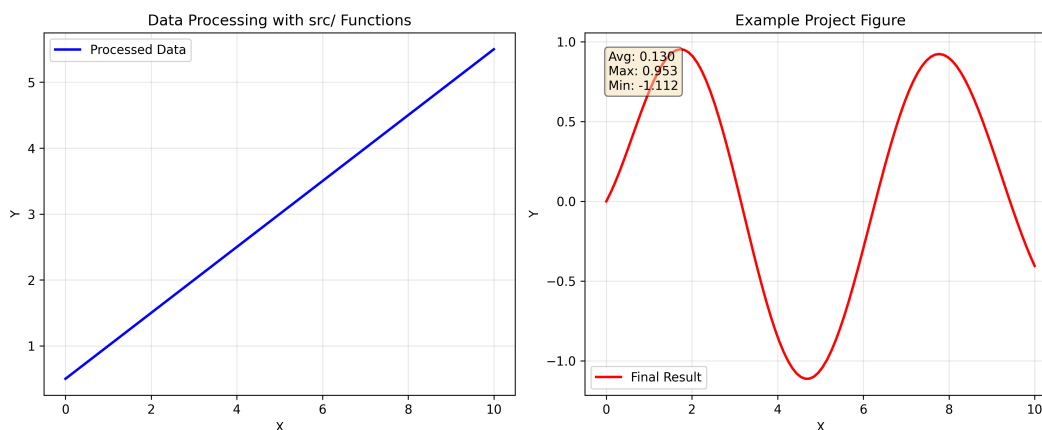 Data Processing with src/ Functions
Processed Data
Y
5
4
3
2
1
0 2 4 6 8 10
X
Example Project Figure
Avg: 0.130
Max: 0.953
Min: -1.112
Y
1.0
0.5
0.0
−0.5
−1.0
Final Result
0 2 4 6 8 10
X